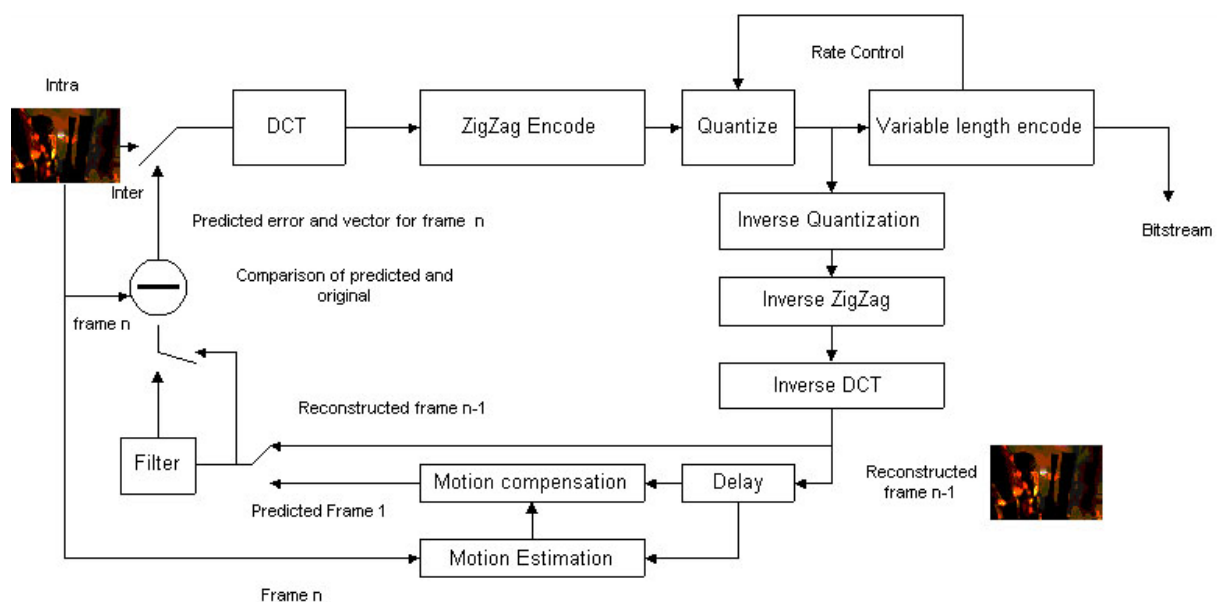 Rate Control
Intra
DCT
ZigZag Encode
Quantize
Variable length encode
Inter
Predicted error and vector for frame n
Inverse Quantization
Bitstream
Comparison of predicted and
original
Inverse ZigZag
frame n
Inverse DCT
Reconstructed frame n-1
Filter
Motion compensation
Delay
Reconstructed
frame n-1
Predicted Frame 1
Motion Estimation
Frame n